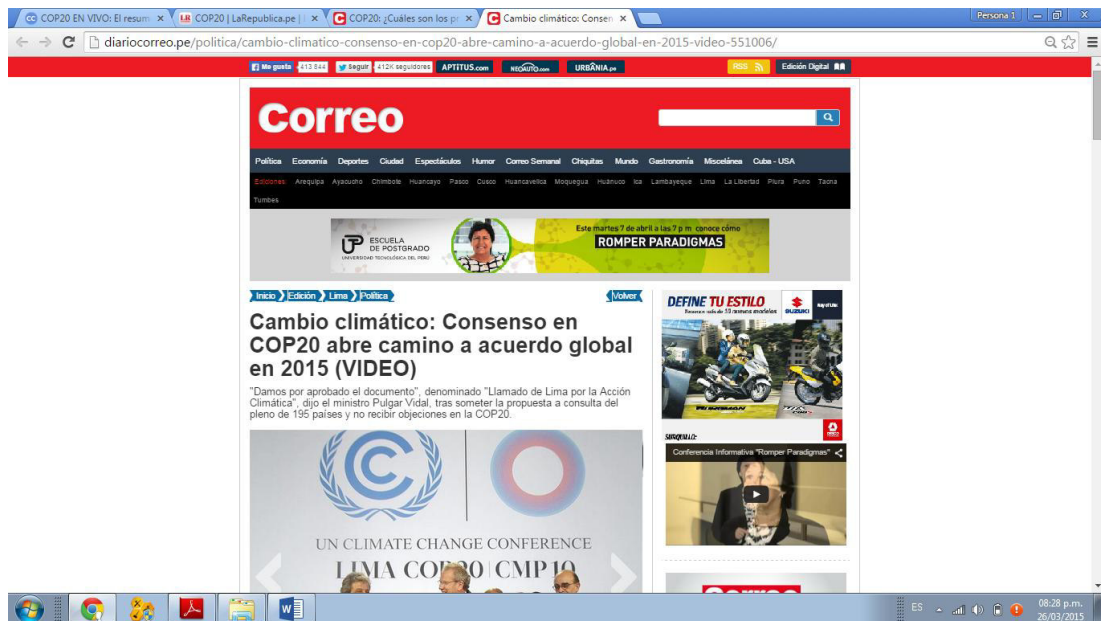 COP20 EN VIVO: El resum
COP20 | LaRepublica.pe |
COP20: ¿Cuáles son los pr
Cambio climático: Consen
Persona 1
diariocorreo.pe/politica/cambio-climatico-consenso-en-cop20-abre-camino-a-acuerdo-global-en-2015-video-551006/
Me gusta 413 844 Seguir 412K seguidores APTiTUS.com NEOAUTO.com URBANIA.pe RSS Edición Digital
Correo
Política Economía Deportes Ciudad Espectáculos Humor Correo Semanal Chiquitas Mundo Gastronomía Miscelánea Cuba - USA
Ediciones Arequipa Ayacucho Chimbote Huancayo Pasco Cusco Huancavelica Moquegua Huánuco Ica Lambayeque Lima La Libertad Piura Puno Tacna
Tumbes
UTP ESCUELA
DE POSTGRADO
UNIVERSIDAD TECNOLÓGICA DEL PERÚ
Este martes 7 de abril a las 7 p m conoce cómo
ROMPER PARADIGMAS
Inicio Edición Lima Política Volver
Cambio climático: Consenso en
COP20 abre camino a acuerdo global
en 2015 (VIDEO)
"Damos por aprobado el documento", denominado "Llamado de Lima por la Acción
Climática", dijo el ministro Pulgar Vidal, tras someter la propuesta a consulta del
pleno de 195 países y no recibir objeciones en la COP20.
UN CLIMATE CHANGE CONFERENCE
LIMA COP20 | CMP10
DEFINE TU ESTILO
SUZUKI
Way of Life!
SURQUILLO:
Conferencia Informativa "Romper Paradigmas"
Correo
ES
08:28 p.m.
26/03/2015